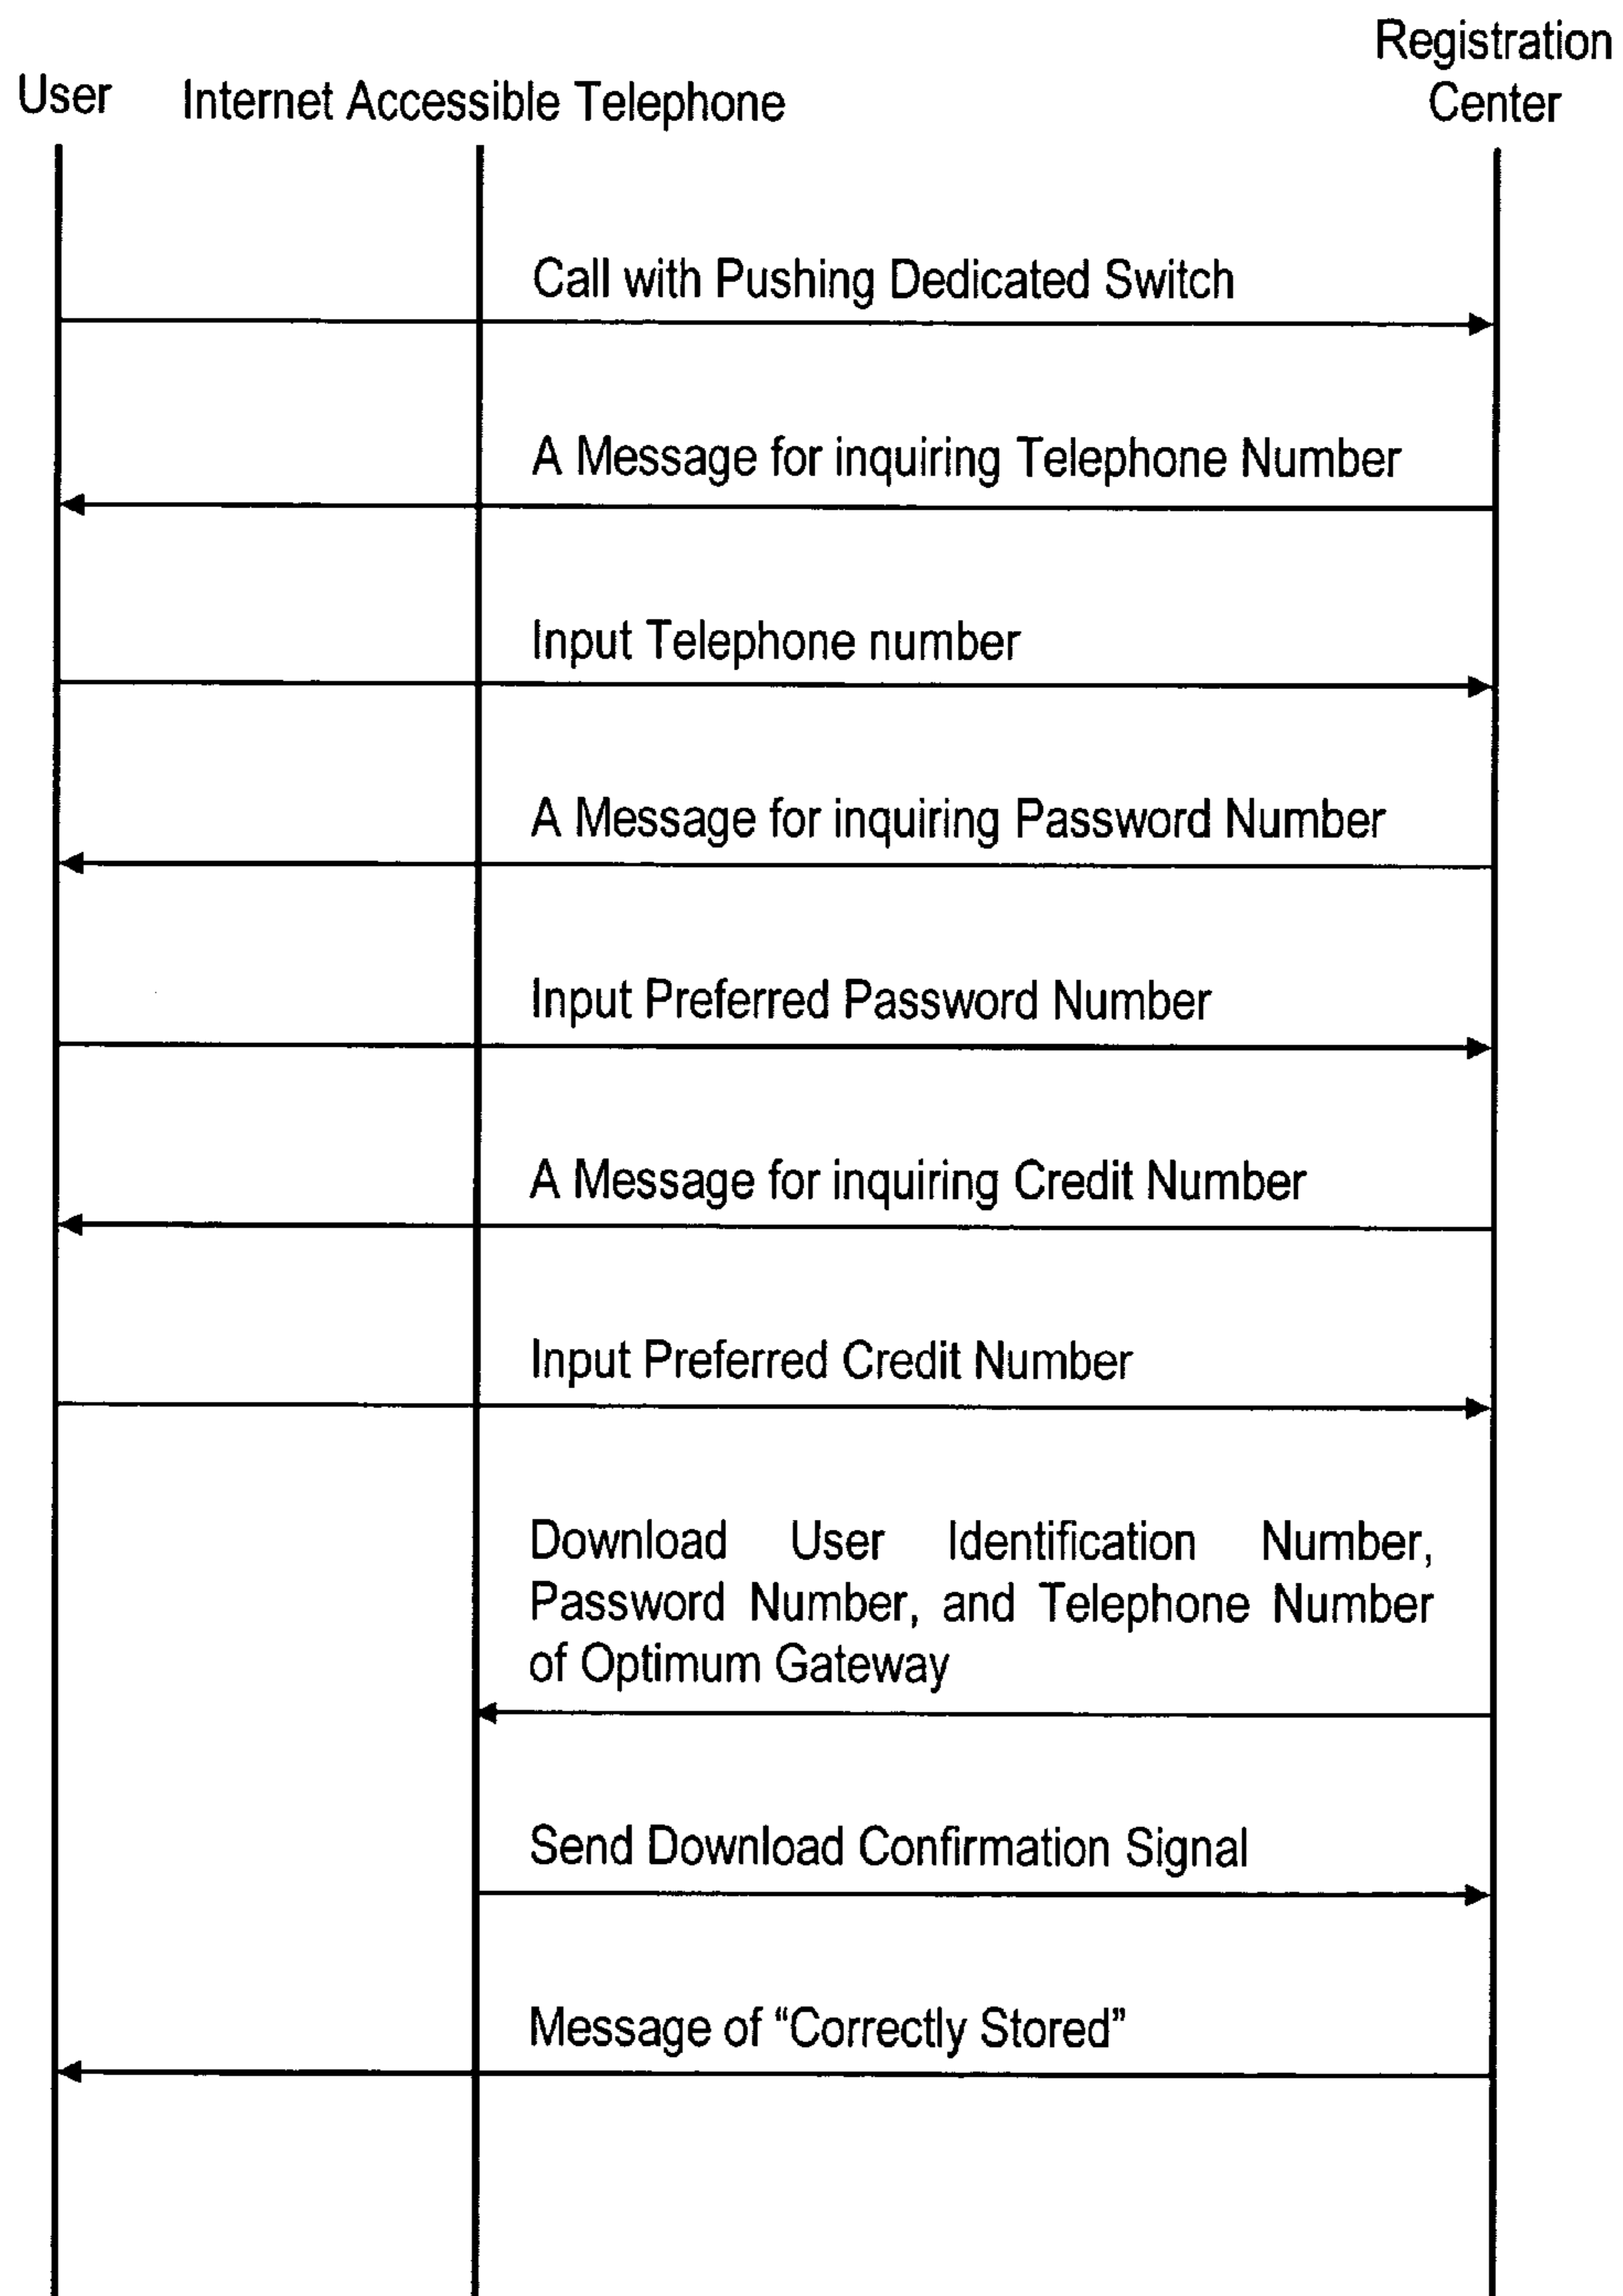 Registration
User Internet Accessible Telephone Center
Call with Pushing Dedicated Switch
A Message for inquiring Telephone Number
Input Telephone number
A Message for inquiring Password Number
Input Preferred Password Number
A Message for inquiring Credit Number
Input Preferred Credit Number
Download User Identification Number,
Password Number, and Telephone Number
of Optimum Gateway
Send Download Confirmation Signal
Message of “Correctly Stored”